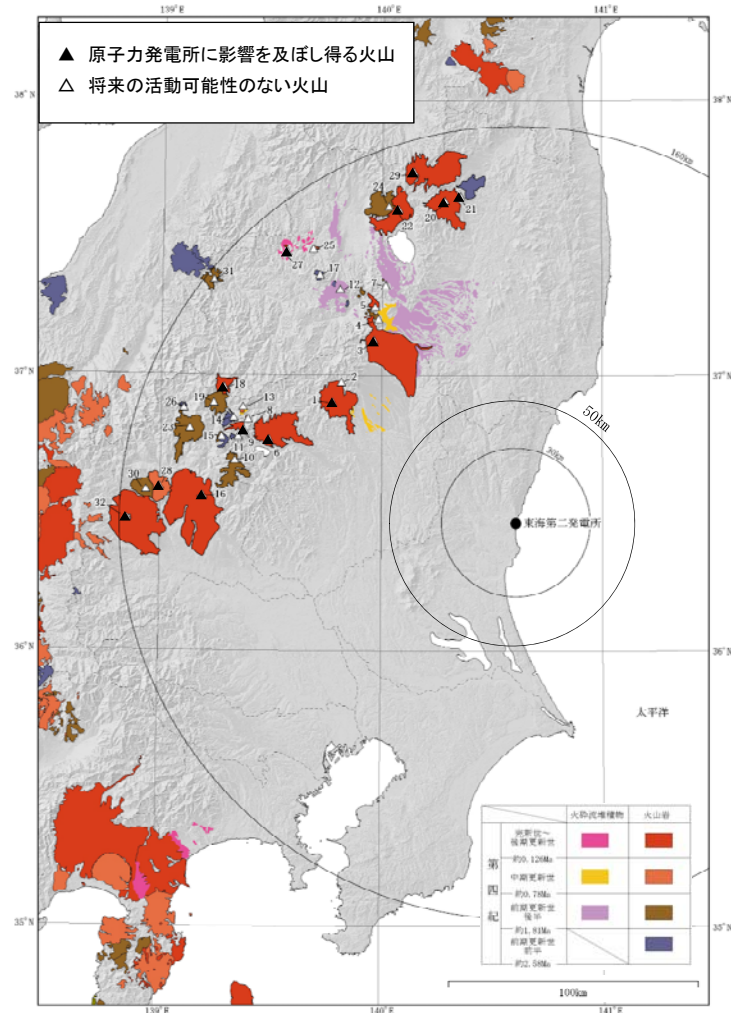 139°E
140°E
141°E
▲ 原子力発電所に影響を及ぼし得る火山
△ 将来の活動可能性のない火山
38°N
38°N
160km
29
24
20
21
22
25
27
17
31
12
7
5
4
3
37°N
37°N
18
2
13
19
1
26
8
14
23
15
9
11
6
10
50km
30km
30
28
16
32
東海第二発電所
36°N
36°N
太平洋
火砕流堆積物
火山岩
第四紀
完新世～
後期更新世
約0.126Ma
中期更新世
約0.78Ma
前期更新世
後半
約1.81Ma
前期更新世
前半
約2.58Ma
35°N
35°N
100km
139°E
140°E
141°E